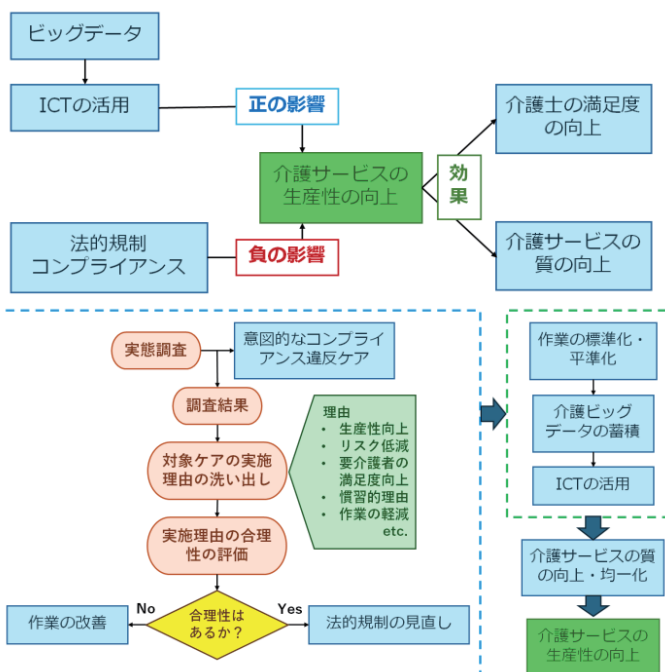 ビッグデータ
ICTの活用
正の影響
介護士の満足度
の向上
介護サービスの
生産性の向上
効
果
法的規制
コンプライアンス
負の影響
介護サービスの
質の向上
実態調査
意図的なコンプライ
アンス違反ケア
調査結果
対象ケアの実施
理由の洗い出し
理由
• 生産性向上
• リスク低減
• 要介護者の
満足度向上
• 慣習的理由
• 作業の軽減
etc.
実施理由の合理
性の評価
合理性は
あるか？
No
作業の改善
Yes
法的規制の見直し
作業の標準化・
平準化
介護ビッグ
データの蓄積
ICTの活用
介護サービスの質
の向上・均一化
介護サービスの
生産性の向上